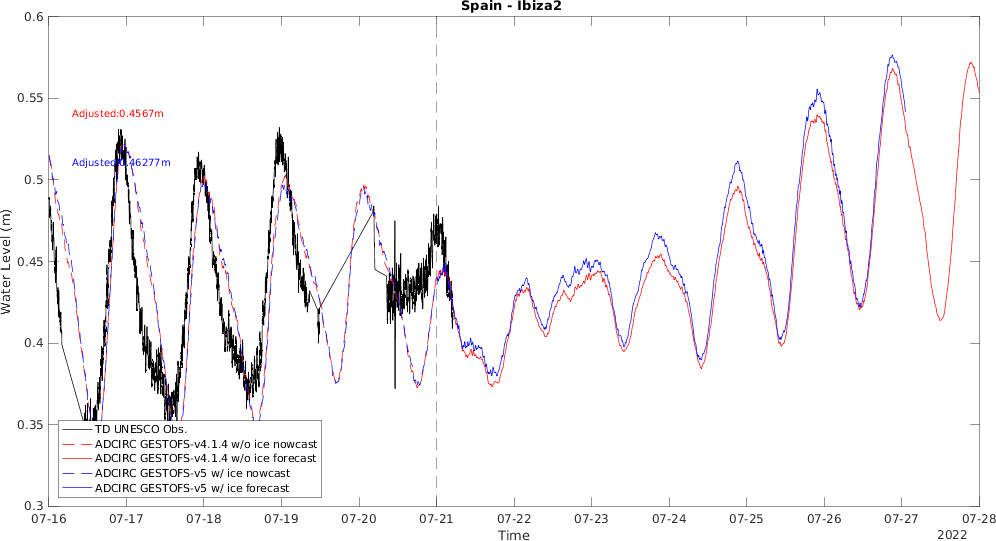 Spain - Ibiza2
0.6
0.55
0.5
0.45
0.4
0.35
0.3
Water Level (m)
Adjusted:0.4567m
Adjusted:0.46277m
TD UNESCO Obs.
ADCIRC GESTOFS-v4.1.4 w/o ice nowcast
ADCIRC GESTOFS-v4.1.4 w/o ice forecast
ADCIRC GESTOFS-v5 w/ ice nowcast
ADCIRC GESTOFS-v5 w/ ice forecast
07-16 07-17 07-18 07-19 07-20 07-21 07-22 07-23 07-24 07-25 07-26 07-27 07-28
Time
2022